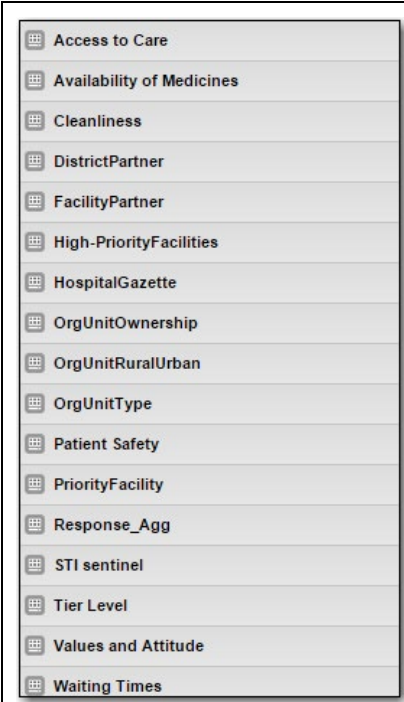 Access to Care
Availability of Medicines
Cleanliness
DistrictPartner
FacilityPartner
High-PriorityFacilities
HospitalGazette
OrgUnitOwnership
OrgUnitRuralUrban
OrgUnitType
Patient Safety
PriorityFacility
Response_Agg
STI sentinel
Tier Level
Values and Attitude
Waiting Times